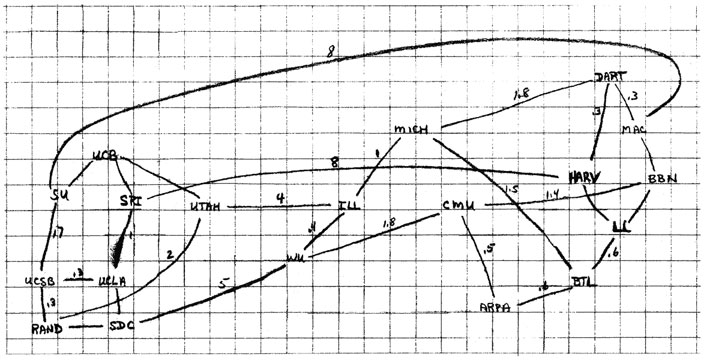 8
DART
1.8
.3 .3
MICH MAC
UCB 1
8 HARV BBN
SU SRI 4 1.5 1.4
UTAH ILL CMU
.4 LL
.7 1 1.8
2 WU .5 .6
UCSB .3 UCLA BTL
5 .6
.3 ARPA
RAND SDC